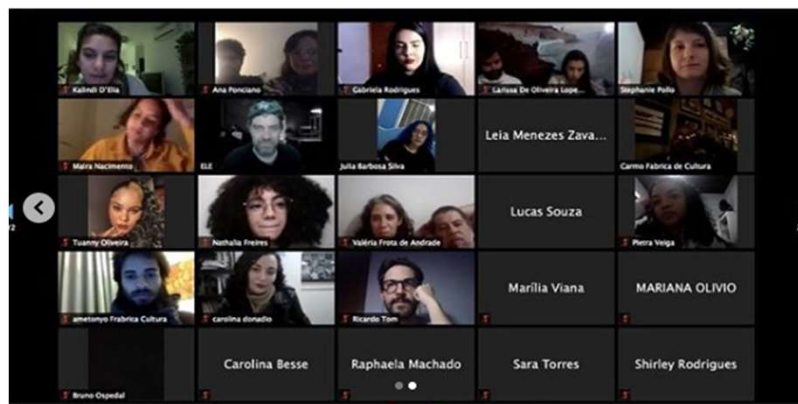 Kalindi D'Elia
Ana Ponciano
Gabriela Rodrigues
Larissa De Oliveira Lope...
Stephanie Pollo
Maira Nacimento
ELE
Julia Barbosa Silva
Leia Menezes Zava...
Carmo Fabrica de Cultura
Tuanny Oliveira
Nathalia Freires
Valéria Frota de Andrade
Lucas Souza
Pietra Veiga
ametonyo Frabrica Cultura
carolina donadio
Ricardo Tom
Marília Viana
MARIANA OLIVIO
Bruno Ospedal
Carolina Besse
Raphaela Machado
Sara Torres
Shirley Rodrigues